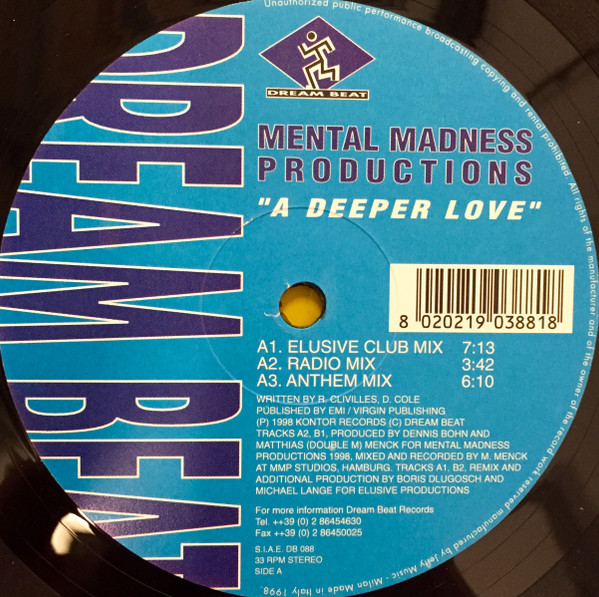 Unauthorized public performance broadcasting copying and rental prohibited. All rights of the manufacturer and of the owner of the record work reserved manufactured by Jelly Music - Milan Made in Italy 1998.
DREAM BEAT
DREAM BEAT
MENTAL MADNESS
PRODUCTIONS
"A DEEPER LOVE"
8 020219 038818
A1. ELUSIVE CLUB MIX 7:13
A2. RADIO MIX 3:42
A3. ANTHEM MIX 6:10
WRITTEN BY R. CLIVILLES, D. COLE
PUBLISHED BY EMI / VIRGIN PUBLISHING
(P) 1998 KONTOR RECORDS (C) DREAM BEAT
TRACKS A2, B1, PRODUCED BY DENNIS BOHN AND
MATTHIAS (DOUBLE M) MENCK FOR MENTAL MADNESS
PRODUCTIONS 1998, MIXED AND RECORDED BY M. MENCK
AT MMP STUDIOS, HAMBURG. TRACKS A1, B2, REMIX AND
ADDITIONAL PRODUCTION BY BORIS DLUGOSCH AND
MICHAEL LANGE FOR ELUSIVE PRODUCTIONS
For more information Dream Beat Records
Tel. ++39 (0) 2 86454630
Fax ++39 (0) 2 86450025
S.I.A.E. DB 088
33 RPM STEREO
SIDE A